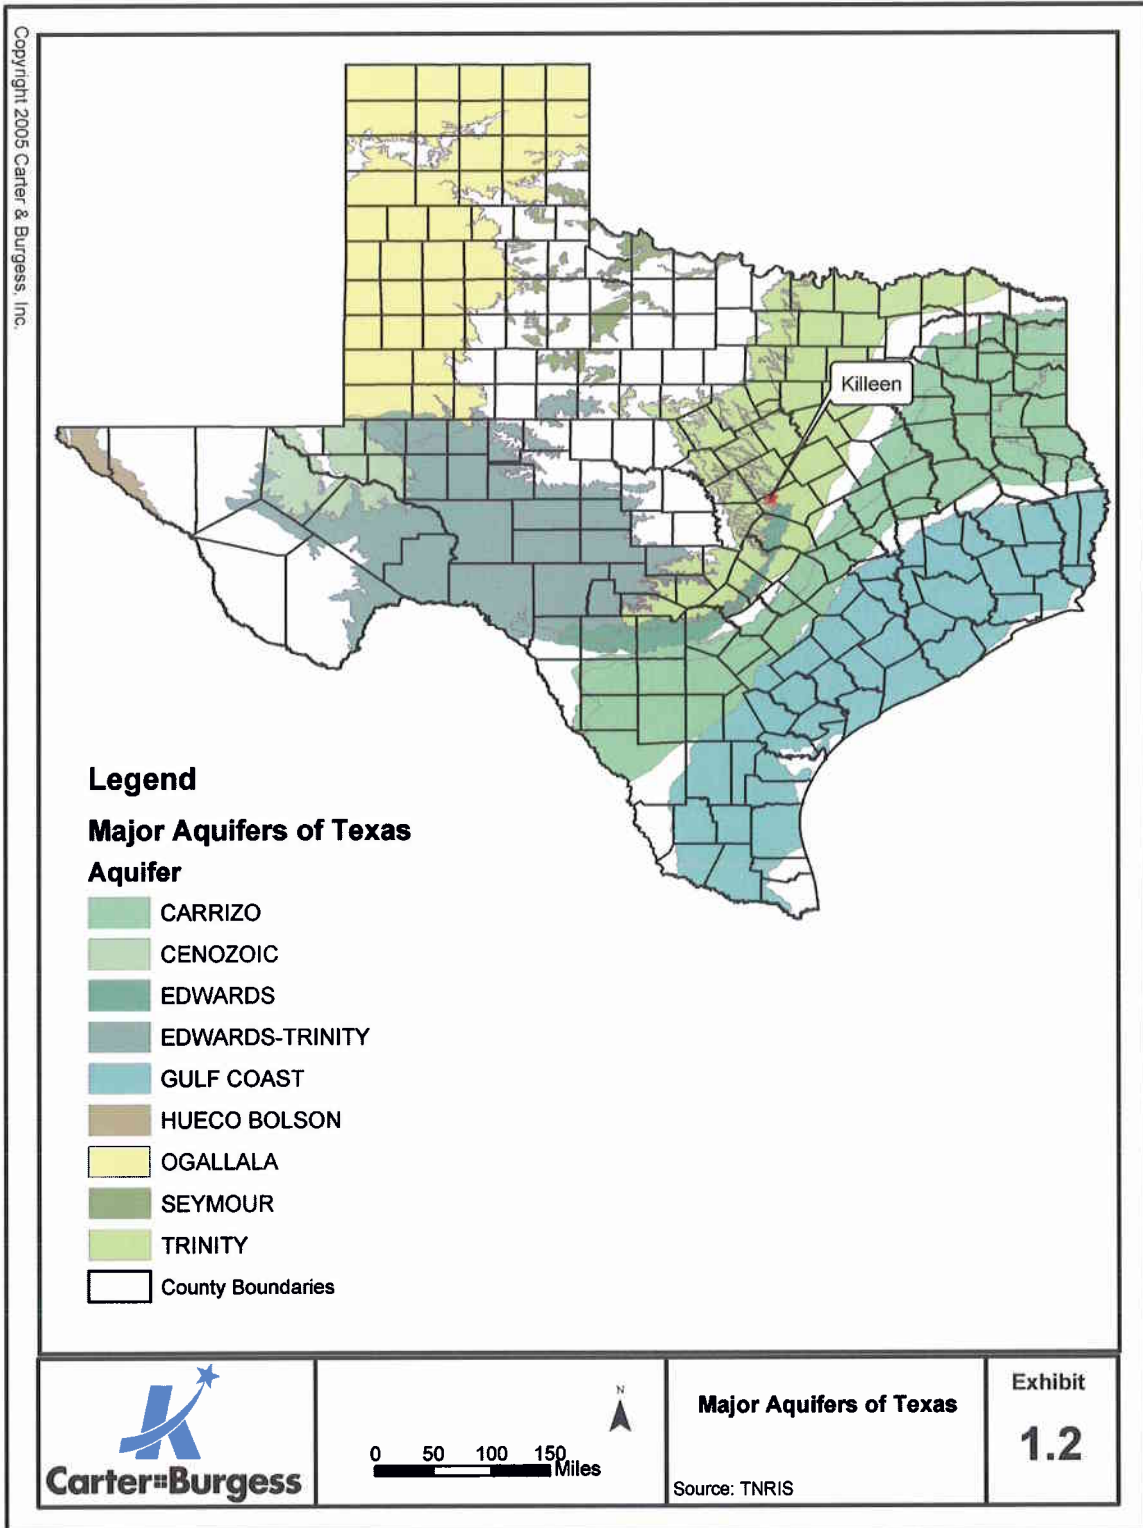 Copyright 2005 Carter & Burgess, Inc.
Killeen
Legend
Major Aquifers of Texas
Aquifer
CARRIZO
CENOZOIC
EDWARDS
EDWARDS-TRINITY
GULF COAST
HUECO BOLSON
OGALLALA
SEYMOUR
TRINITY
County Boundaries
Carter::Burgess
N
0 50 100 150
Miles
Major Aquifers of Texas
Source: TNRIS
Exhibit
1.2